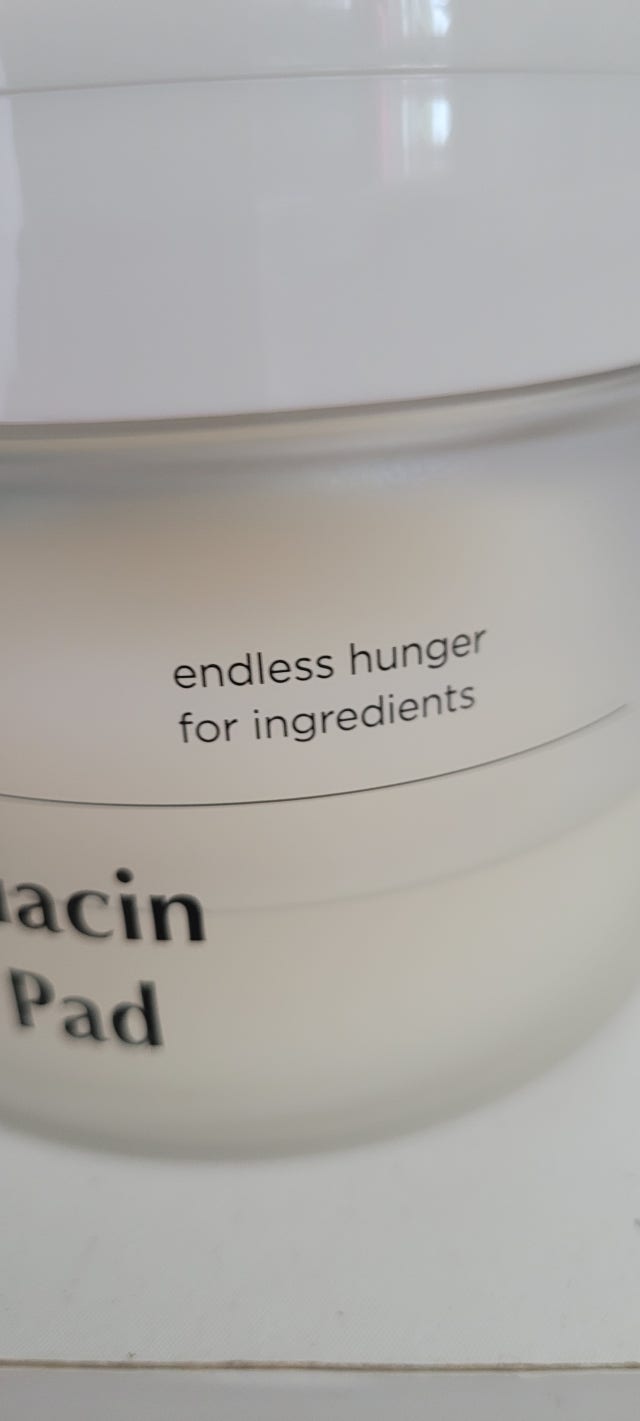 endless hunger
for ingredients
acin
Pad